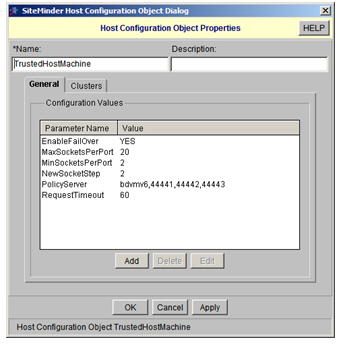 SiteMinder Host Configuration Object Dialog
Host Configuration Object Properties
HELP
*Name: Description:
TrustedHostMachine
General Clusters
Configuration Values
Parameter Name Value
EnableFailOver YES
MaxSocketsPerPort 20
MinSocketsPerPort 2
NewSocketStep 2
PolicyServer bdvmv6,44441,44442,44443
RequestTimeout 60
Add Delete Edit
OK Cancel Apply
Host Configuration Object TrustedHostMachine